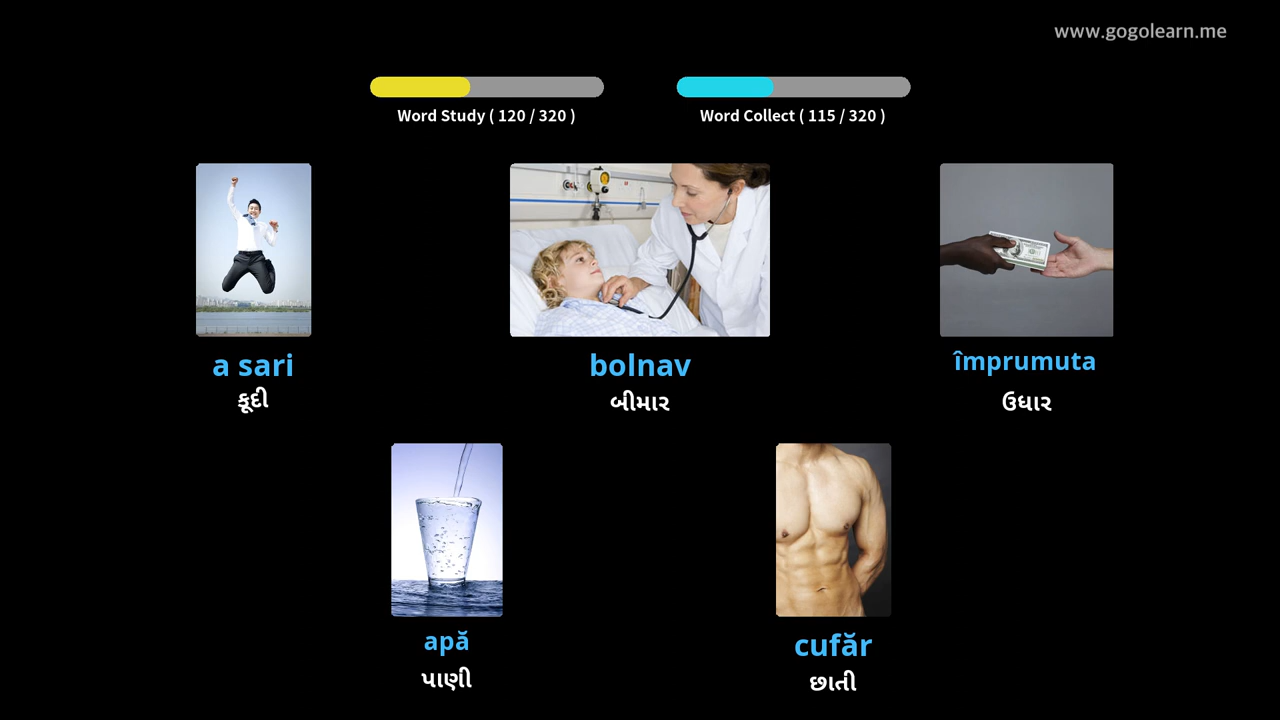 www.gogolearn.me
Word Study ( 120 / 320 )
Word Collect ( 115 / 320 )
a sari
કૂદી
bolnav
બીમાર
împrumuta
ઉધાર
apă
પાણી
cufăr
છાતી